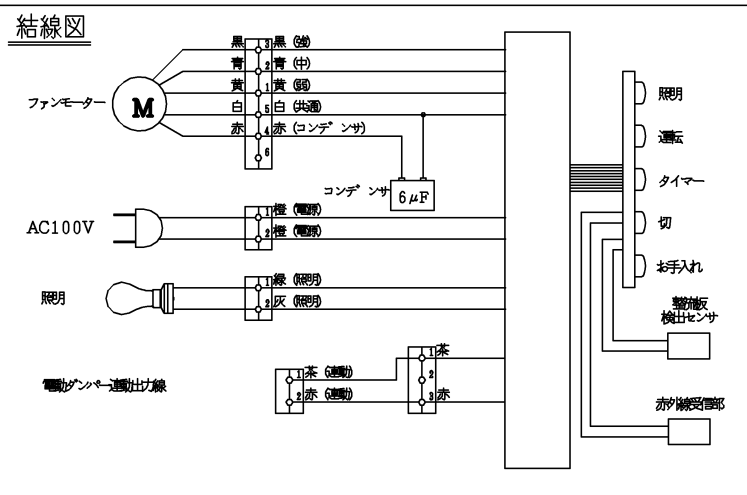 結線図
黒 3 黒 (強)
青 2 青 (中)
黄 1 黄 (弱)
ファンモーター M 白 5 白 (共通)
赤 4 赤 (コンデンサ)
6
コンデンサ 6μF
AC100V
橙 (電源) 1
橙 (電源) 2
照明
1 緑 (照明)
2 灰 (照明)
電動ダンパー連動出力線
1 茶 (連動)
2 赤 (連動)
1 茶
2
3 赤
照明
運転
タイマー
切
お手入れ
整流板
検出センサ
赤外線受信部